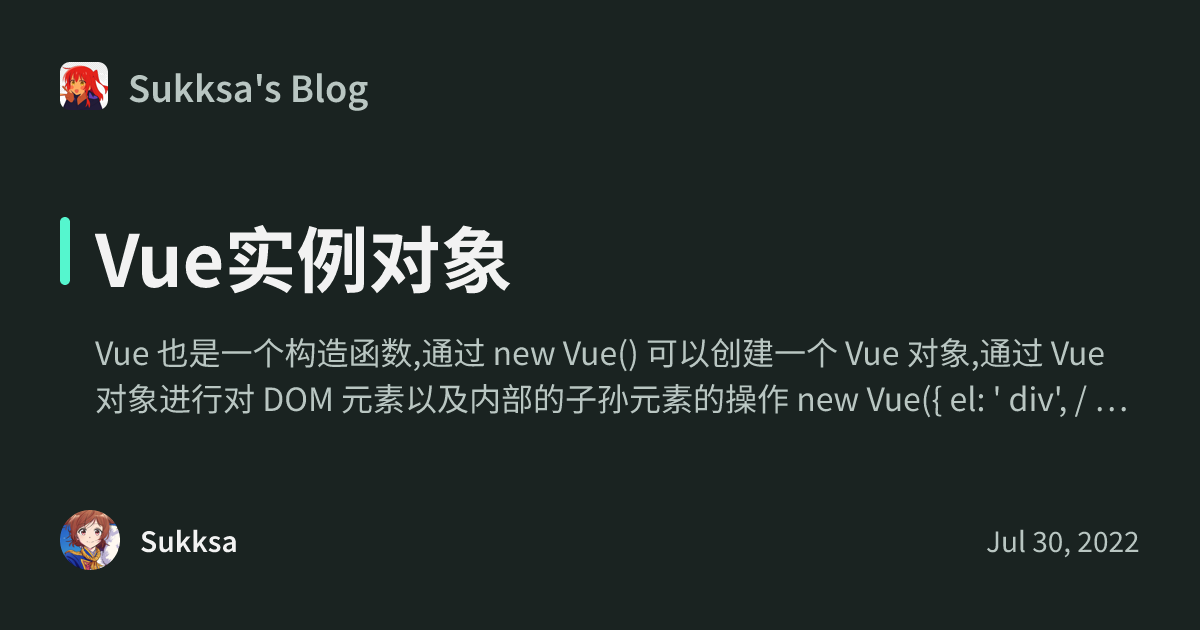 Sukksa's Blog
Vue实例对象
Vue 也是一个构造函数,通过 new Vue() 可以创建一个 Vue 对象,通过 Vue
对象进行对 DOM 元素以及内部的子孙元素的操作 new Vue({ el: ' div', / …
Sukksa
Jul 30, 2022